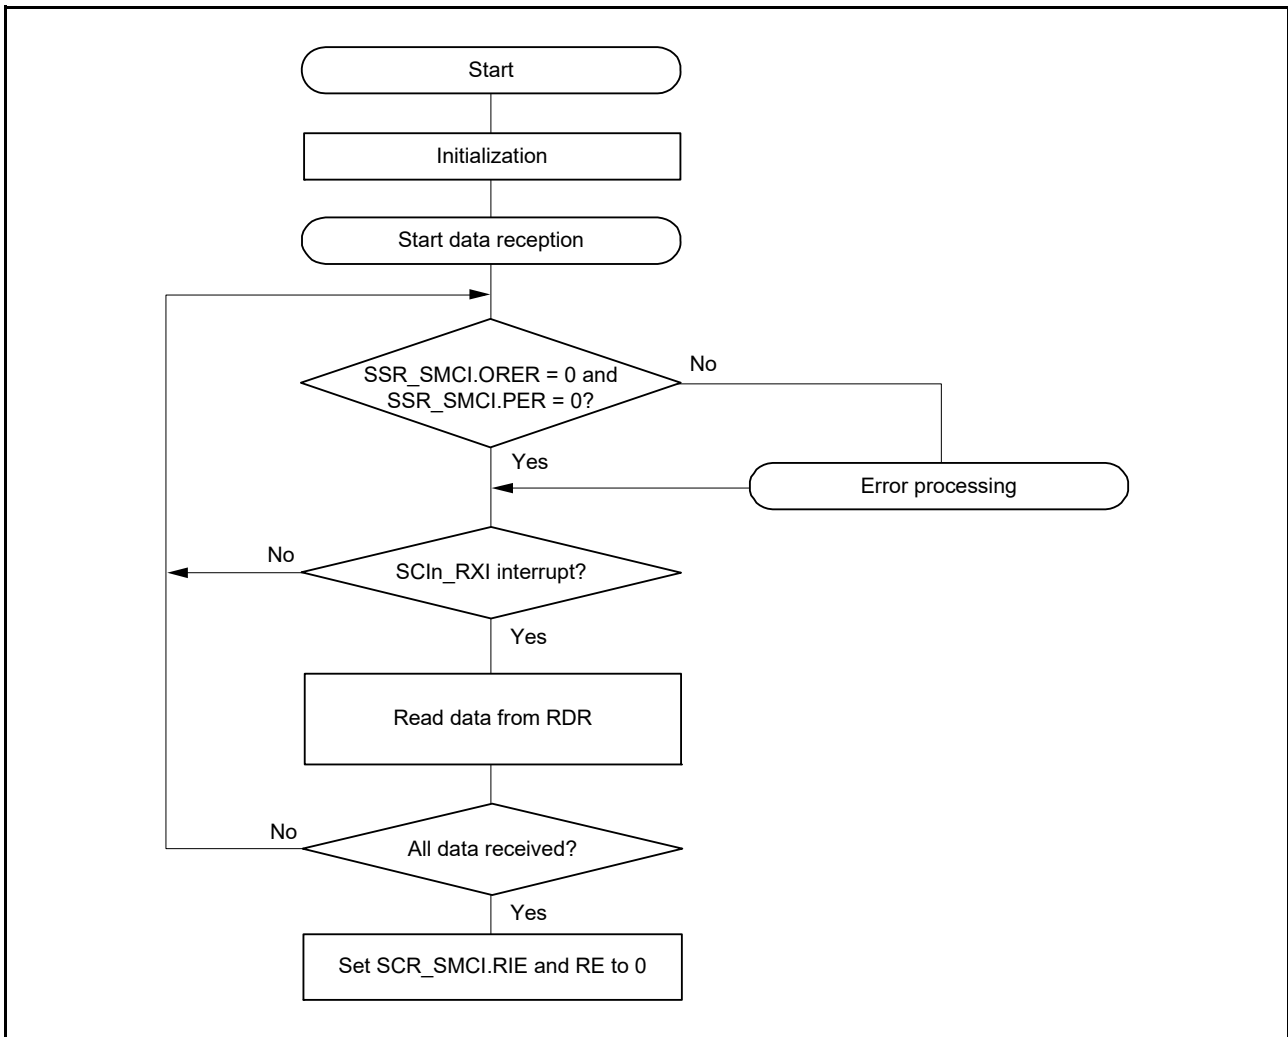 Start
Initialization
Start data reception
SSR_SMCI.ORER = 0 and
SSR_SMCI.PER = 0?
No
Yes
Error processing
No
SCIn_RXI interrupt?
Yes
Read data from RDR
No
All data received?
Yes
Set SCR_SMCI.RIE and RE to 0